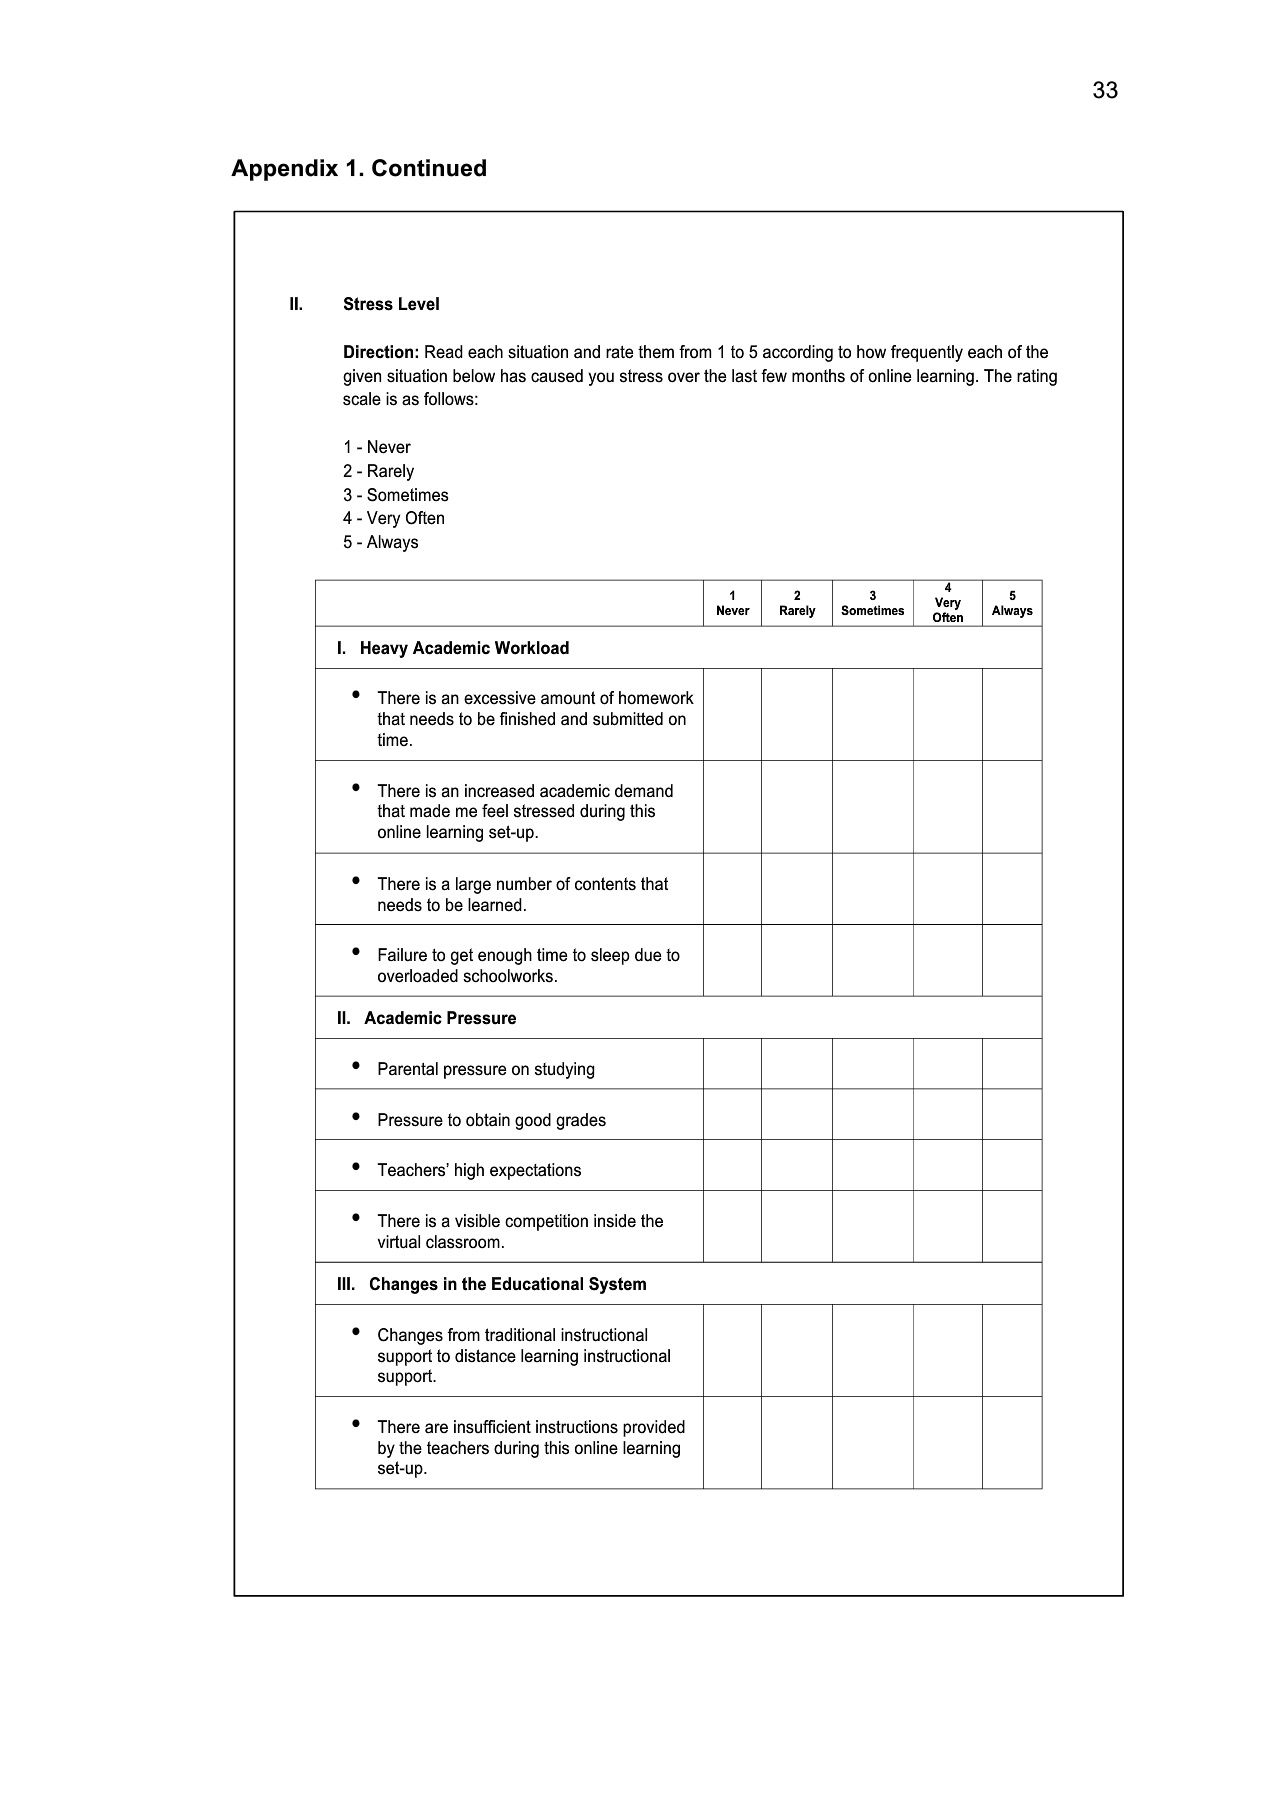 33
Appendix 1. Continued
II. Stress Level
Direction: Read each situation and rate them from 1 to 5 according to how frequently each of the
given situation below has caused you stress over the last few months of online learning. The rating
scale is as follows:
1 - Never
2 - Rarely
3 - Sometimes
4 - Very Often
5 - Always
1
Never
2
Rarely
3
Sometimes
4
Very
Often
5
Always
I. Heavy Academic Workload
• There is an excessive amount of homework
that needs to be finished and submitted on
time.
• There is an increased academic demand
that made me feel stressed during this
online learning set-up.
• There is a large number of contents that
needs to be learned.
• Failure to get enough time to sleep due to
overloaded schoolworks.
II. Academic Pressure
• Parental pressure on studying
• Pressure to obtain good grades
• Teachers’ high expectations
• There is a visible competition inside the
virtual classroom.
III. Changes in the Educational System
• Changes from traditional instructional
support to distance learning instructional
support.
• There are insufficient instructions provided
by the teachers during this online learning
set-up.